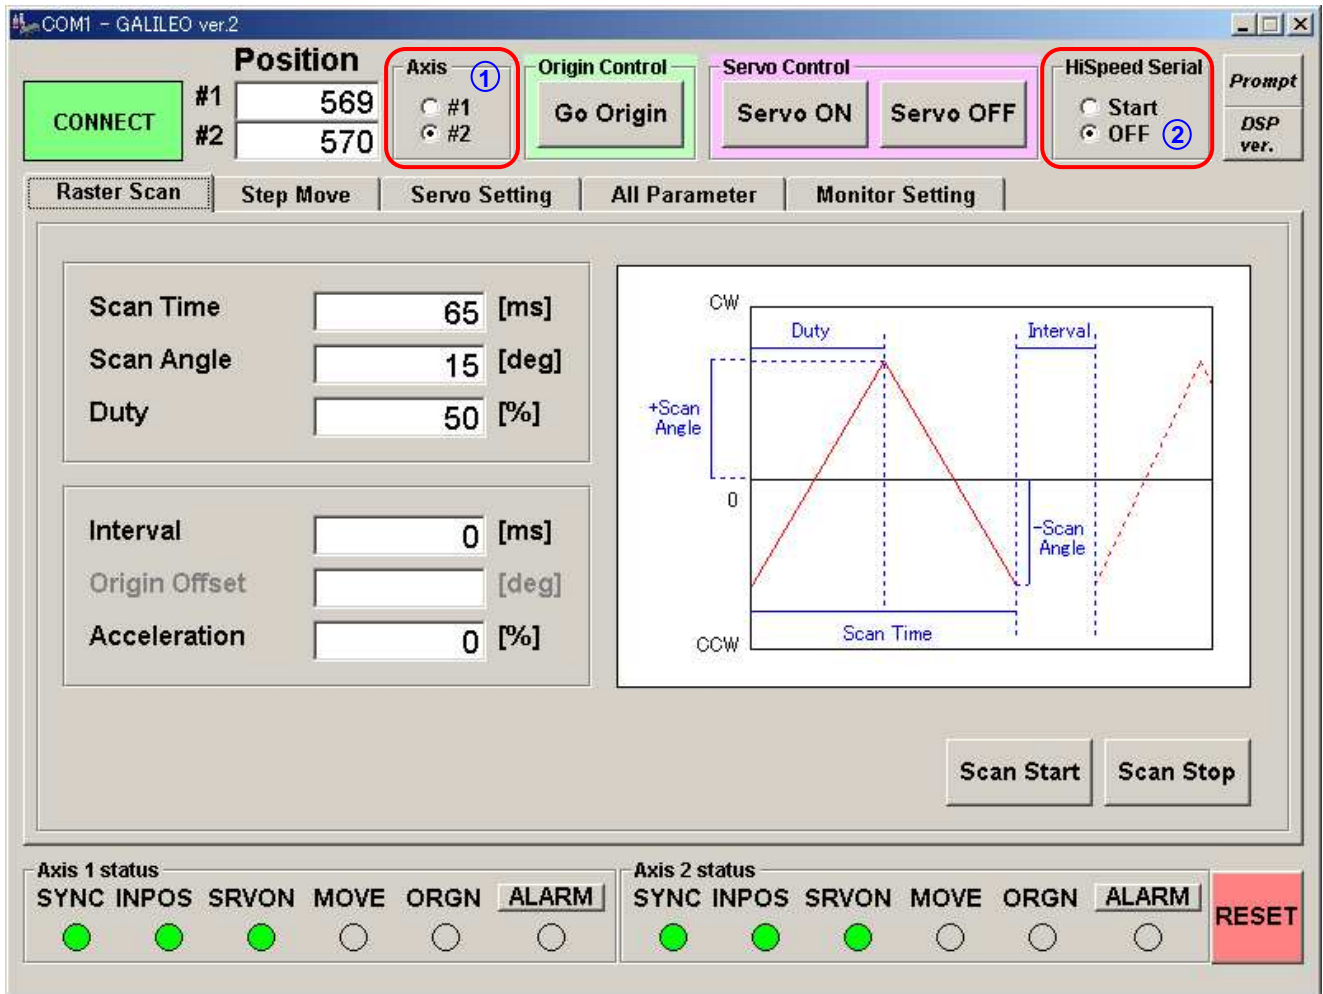 COM1 - GALILEO ver.2
Position
#1 569
#2 570
CONNECT
Axis ①
#1
#2
Origin Control
Go Origin
Servo Control
Servo ON Servo OFF
HiSpeed Serial
Start
OFF ②
Prompt
DSP
ver.
Raster Scan Step Move Servo Setting All Parameter Monitor Setting
Scan Time 65 [ms]
Scan Angle 15 [deg]
Duty 50 [%]
Interval 0 [ms]
Origin Offset [deg]
Acceleration 0 [%]
CW
Duty Interval
+Scan
Angle
0
-Scan
Angle
Scan Time
CCW
Scan Start Scan Stop
Axis 1 status
SYNC INPOS SRVON MOVE ORGN ALARM
Axis 2 status
SYNC INPOS SRVON MOVE ORGN ALARM
RESET